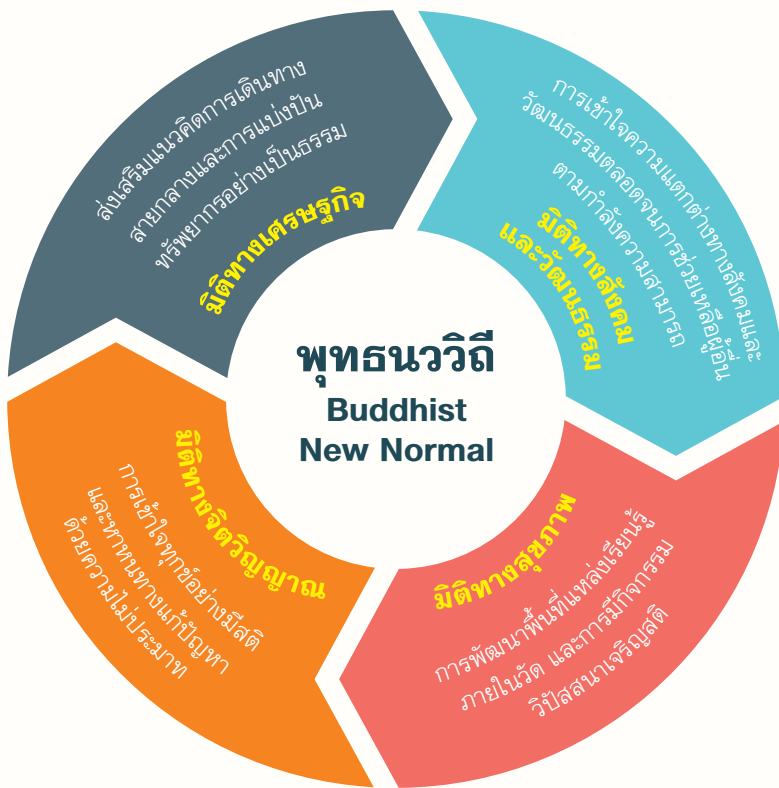 พุทธนววิถี
Buddhist
New Normal
มิติทางเศรษฐกิจ
ส่งเสริมแนวคิดการเดินทาง
สายกลางและการแบ่งปัน
ทรัพยากรอย่างเป็นธรรม
มิติทางสังคม
และวัฒนธรรม
การเข้าใจความแตกต่างทางสังคมและ
วัฒนธรรมตลอดจนการช่วยเหลือผู้อื่น
ตามกำลังความสามารถ
มิติทางสุขภาพ
การพัฒนาพื้นที่แหล่งเรียนรู้
ภายในวัด และการมีกิจกรรม
วิปัสสนาเจริญสติ
มิติทางจิตวิญญาณ
การเข้าใจทุกข์อย่างมีสติ
และหาหนทางแก้ปัญหา
ด้วยความไม่ประมาท